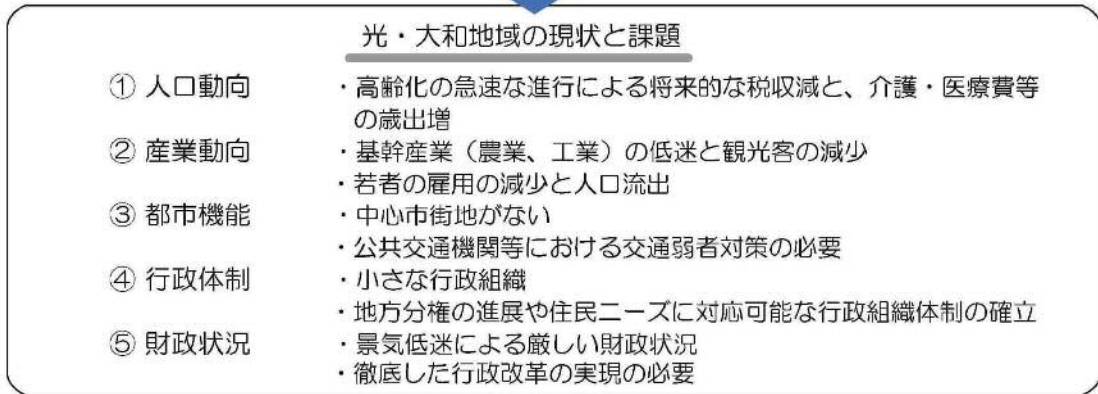 光・大和地域の現状と課題
① 人口動向 ・高齢化の急速な進行による将来的な税収減と、介護・医療費等
の歳出増
② 産業動向 ・基幹産業(農業、工業)の低迷と観光客の減少
・若者の雇用の減少と人口流出
③ 都市機能 ・中心市街地がない
・公共交通機関等における交通弱者対策の必要
④ 行政体制 ・小さな行政組織
・地方分権の進展や住民ニーズに対応可能な行政組織体制の確立
⑤ 財政状況 ・景気低迷による厳しい財政状況
・徹底した行政改革の実現の必要